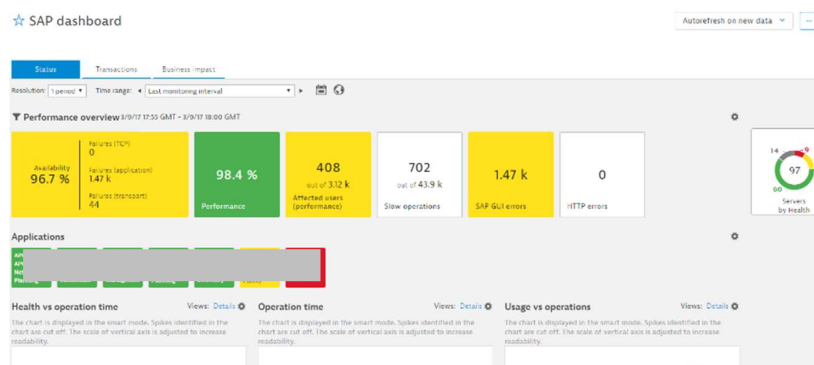 ☆ SAP dashboard
Autorefresh on new data
Status Transactions Business impact
Resolution: 1 period Time range: Last monitoring interval
Performance overview 3/9/17 17:55 GMT - 3/9/17 18:00 GMT
Availability
96.7 %
Failures (TCP)
0
Failures (application)
1.47 k
Failures (transport)
44
98.4 %
Performance
408
out of 3.12 k
Affected users
(performance)
702
out of 43.9 k
Slow operations
1.47 k
SAP GUI errors
0
HTTP errors
14 9
97
60
Servers
by Health
Applications
Health vs operation time Views: Details
The chart is displayed in the smart mode. Spikes identified in the
chart are cut off. The scale of vertical axis is adjusted to increase
readability.
Operation time Views: Details
The chart is displayed in the smart mode. Spikes identified in the
chart are cut off. The scale of vertical axis is adjusted to increase
readability.
Usage vs operations Views: Details
The chart is displayed in the smart mode. Spikes identified in the
chart are cut off. The scale of vertical axis is adjusted to increase
readability.